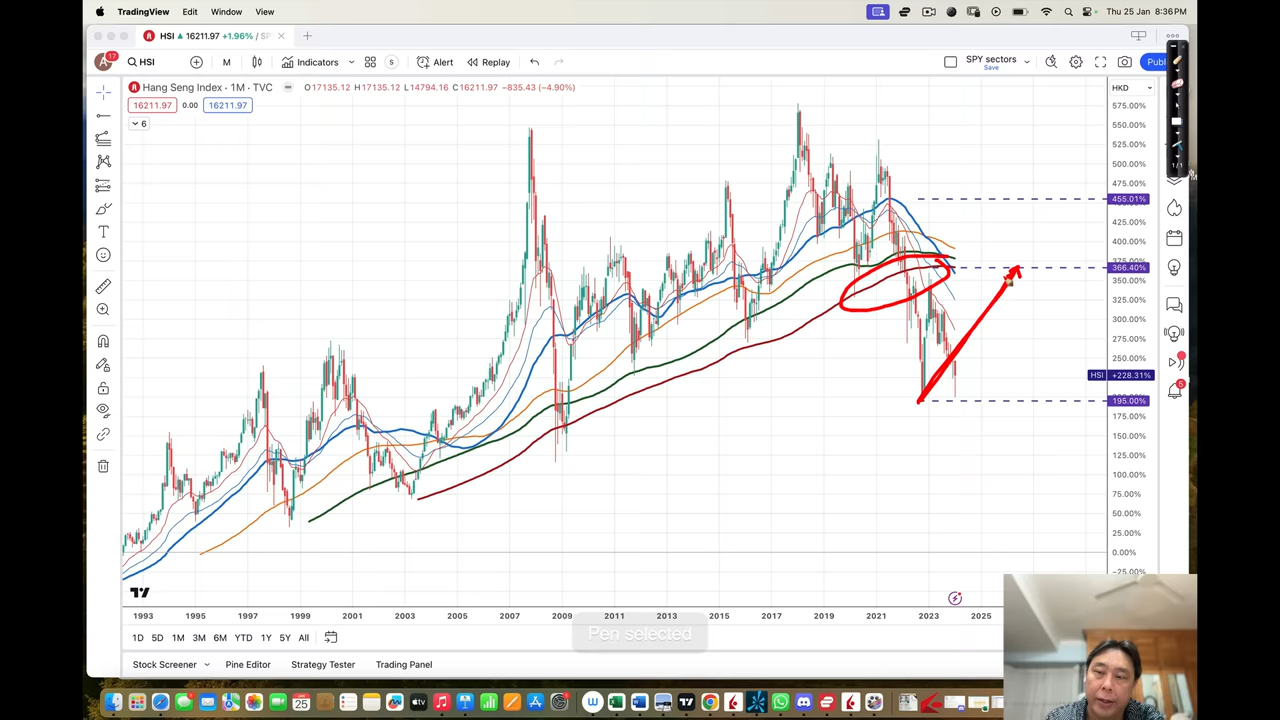 TradingView Edit Window View Thu 25 Jan 8:36 PM
HSI ▲ 16211.97 +1.96% / SP
A 17 HSI M Indicators S Alert Replay SPY sectors Save Publ
Hang Seng Index · 1M · TVC O17135.12 H17135.12 L14794.16 C16211.97 −835.43 (−4.90%) HKD
16211.97 0.00 16211.97
6
575.00%
550.00%
525.00%
500.00%
475.00%
455.01%
425.00%
400.00%
366.40%
350.00%
325.00%
300.00%
275.00%
250.00%
HSI +228.31%
195.00%
175.00%
150.00%
125.00%
100.00%
75.00%
50.00%
25.00%
0.00%
−25.00%
1993 1995 1997 1999 2001 2003 2005 2007 2009 2011 2013 2015 2017 2019 2021 2023 2025
Pen selected
1D 5D 1M 3M 6M YTD 1Y 5Y All
Stock Screener Pine Editor Strategy Tester Trading Panel